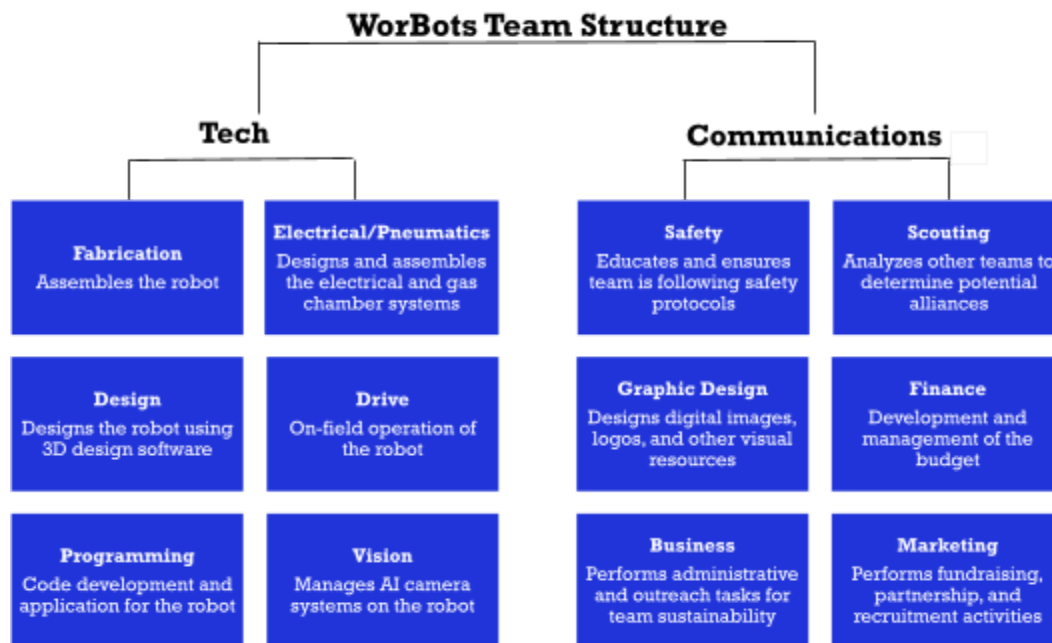 WorBots Team Structure
Tech
Communications
Fabrication
Assembles the robot
Electrical/Pneumatics
Designs and assembles
the electrical and gas
chamber systems
Safety
Educates and ensures
team is following safety
protocols
Scouting
Analyzes other teams to
determine potential
alliances
Design
Designs the robot using
3D design software
Drive
On-field operation of
the robot
Graphic Design
Designs digital images,
logos, and other visual
resources
Finance
Development and
management of the
budget
Programming
Code development and
application for the robot
Vision
Manages AI camera
systems on the robot
Business
Performs administrative
and outreach tasks for
team sustainability
Marketing
Performs fundraising,
partnership, and
recruitment activities